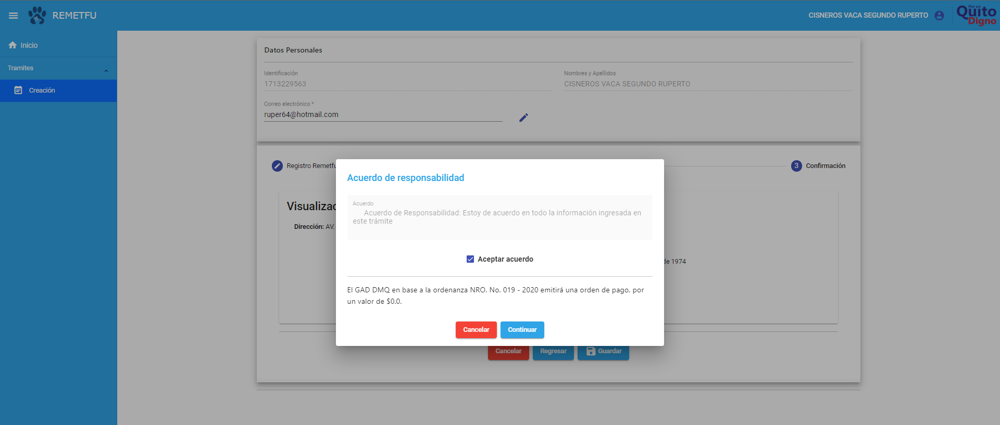 REMETFU
CISNEROS VACA SEGUNDO RUPERTO
Por un
Quito
Digno
Inicio
Tramites
Creación
Datos Personales
Identificación
1713229563
Nombres y Apellidos
CISNEROS VACA SEGUNDO RUPERTO
Correo electrónico *
ruper64@hotmail.com
Registro Remetfu
3 Confirmación
Acuerdo de responsabilidad
Acuerdo
Acuerdo de Responsabilidad: Estoy de acuerdo en todo la información ingresada en
este trámite
Visualizac
Dirección: AV.
de 1974
Aceptar acuerdo
El GAD DMQ en base a la ordenanza NRO. No. 019 - 2020 emitirá una orden de pago, por
un valor de $0.0.
Cancelar Continuar
Cancelar Regresar Guardar